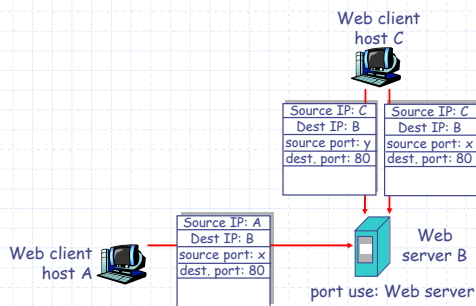 Web client
host C
Source IP: C
Dest IP: B
source port: y
dest. port: 80
Source IP: C
Dest IP: B
source port: x
dest. port: 80
Source IP: A
Dest IP: B
source port: x
dest. port: 80
Web client
host A
Web
server B
port use: Web server